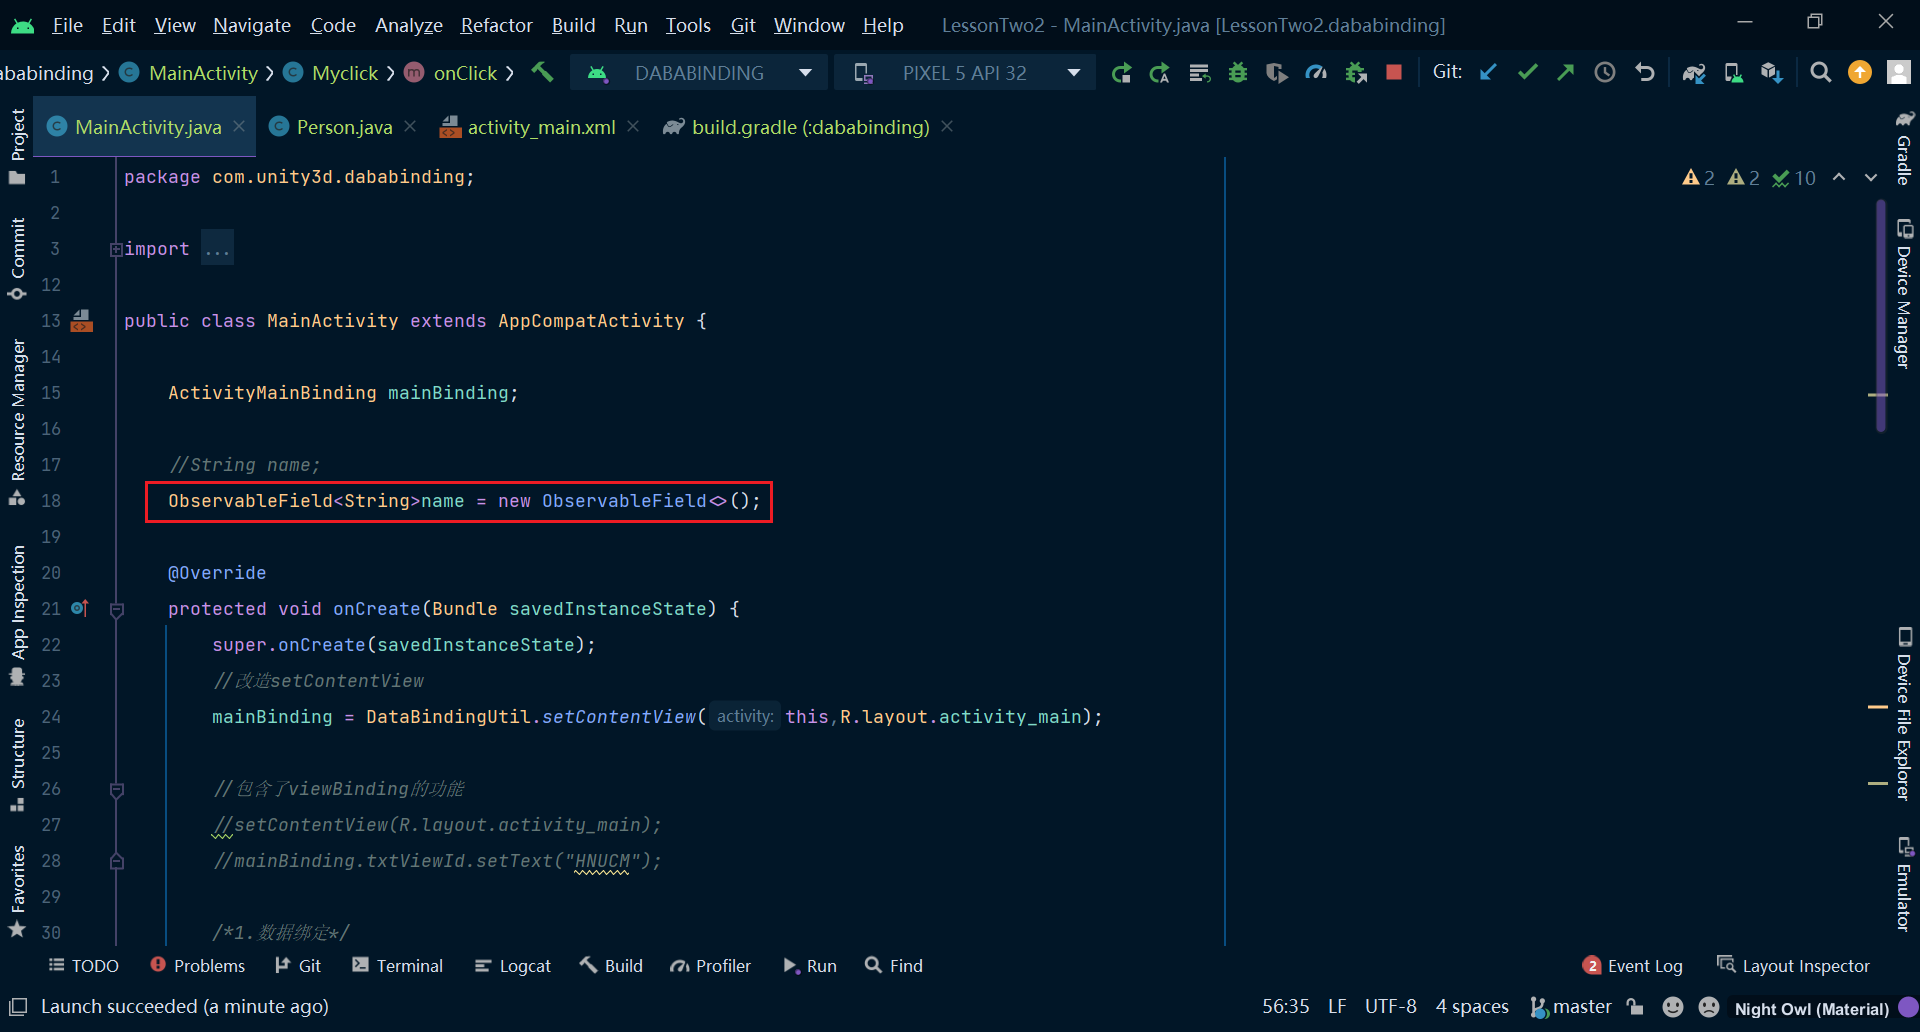 File Edit View Navigate Code Analyze Refactor Build Run Tools Git Window Help LessonTwo2 - MainActivity.java [LessonTwo2.dababinding]
ababinding MainActivity Myclick onClick DABABINDING PIXEL 5 API 32 Git:
MainActivity.java Person.java activity_main.xml build.gradle (:dababinding)
Project
Commit
Resource Manager
App Inspection
Structure
Favorites
1 package com.unity3d.dababinding; 2 2 10
2
3 import ...
12
13 public class MainActivity extends AppCompatActivity {
14
15 ActivityMainBinding mainBinding;
16
17 //String name;
18 ObservableField<String>name = new ObservableField<>();
19
20 @Override
21 protected void onCreate(Bundle savedInstanceState) {
22 super.onCreate(savedInstanceState);
23 //改造setContentView
24 mainBinding = DataBindingUtil.setContentView( activity: this,R.layout.activity_main);
25
26 //包含了viewBinding的功能
27 //setContentView(R.layout.activity_main);
28 //mainBinding.txtViewId.setText("HNUCM");
29
30 /*1.数据绑定*/
Gradle
Device Manager
Device File Explorer
Emulator
TODO Problems Git Terminal Logcat Build Profiler Run Find 2 Event Log Layout Inspector
Launch succeeded (a minute ago) 56:35 LF UTF-8 4 spaces master Night Owl (Material)